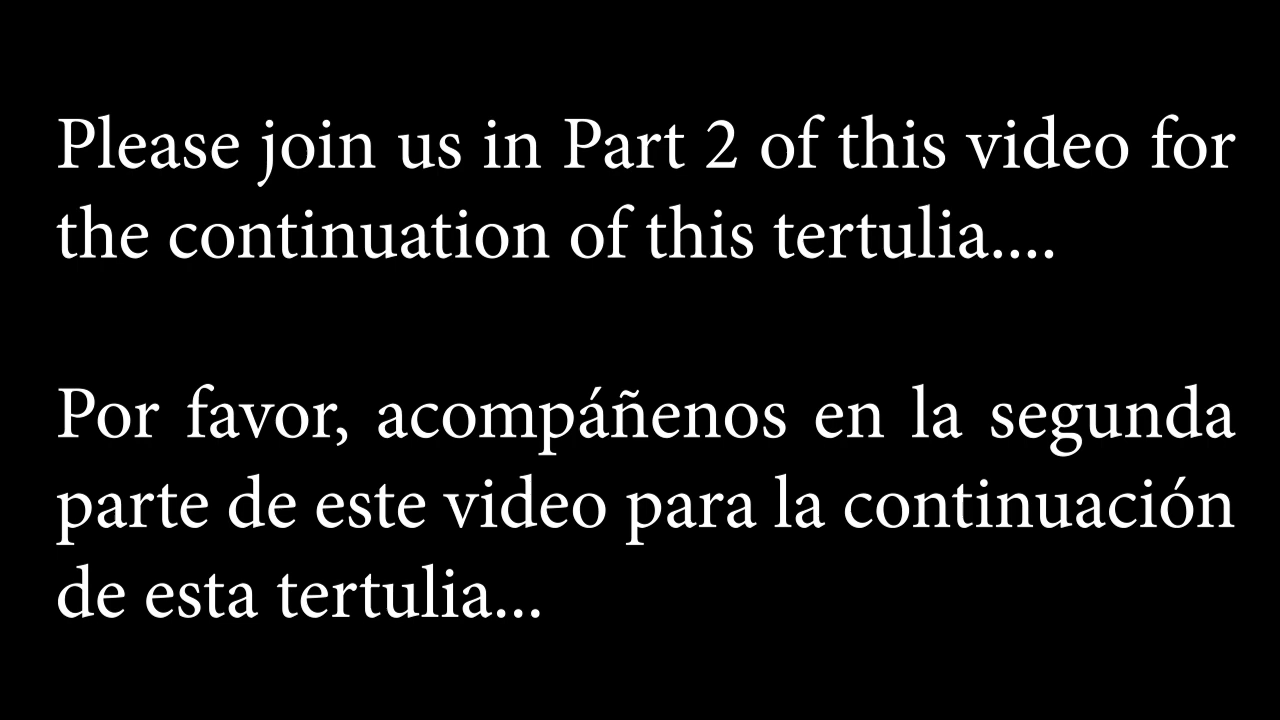 Please join us in Part 2 of this video for
the continuation of this tertulia....
Por favor, acompáñenos en la segunda
parte de este video para la continuación
de esta tertulia...